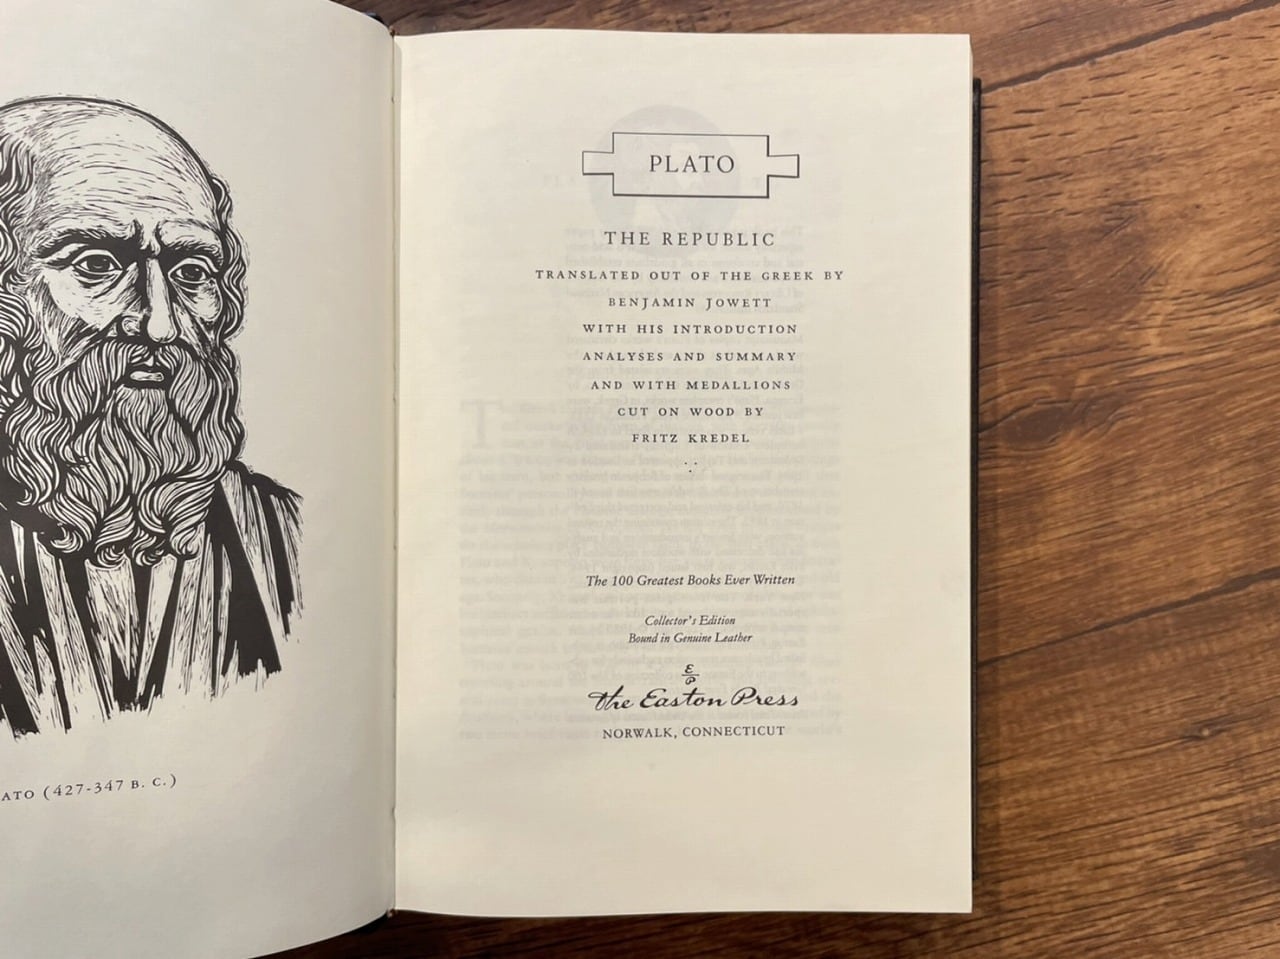 ATO (427-347 B. C.)
PLATO
THE REPUBLIC
TRANSLATED OUT OF THE GREEK BY
BENJAMIN JOWETT
WITH HIS INTRODUCTION
ANALYSES AND SUMMARY
AND WITH MEDALLIONS
CUT ON WOOD BY
FRITZ KREDEL
The 100 Greatest Books Ever Written
Collector's Edition
Bound in Genuine Leather
E
P
the Easton Press
NORWALK, CONNECTICUT